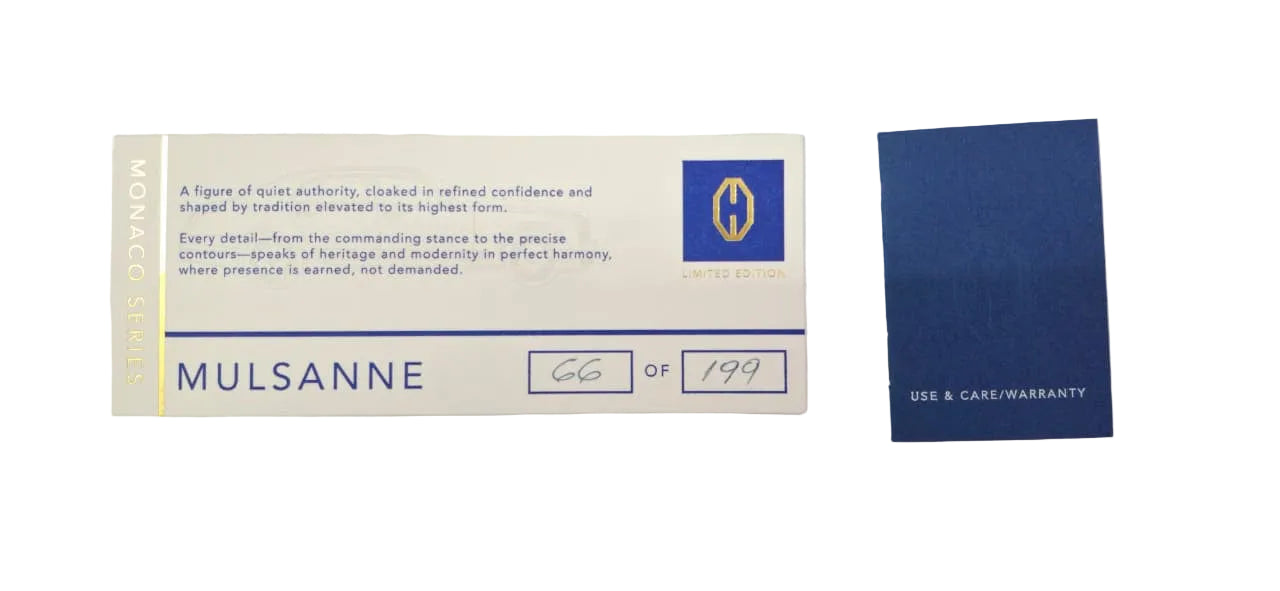 MONACO SERIES
A figure of quiet authority, cloaked in refined confidence and
shaped by tradition elevated to its highest form.
Every detail—from the commanding stance to the precise
contours—speaks of heritage and modernity in perfect harmony,
where presence is earned, not demanded.
LIMITED EDITION
MULSANNE
66 OF 199
USE & CARE/WARRANTY